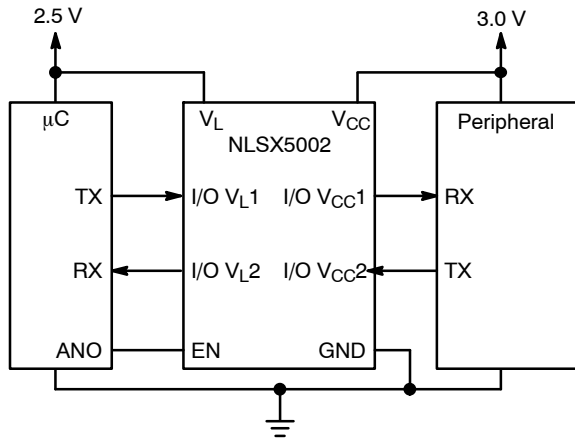 2.5 V
3.0 V
μC
VL
VCC
Peripheral
NLSX5002
TX
I/O VL1
I/O VCC1
RX
RX
I/O VL2
I/O VCC2
TX
ANO
EN
GND